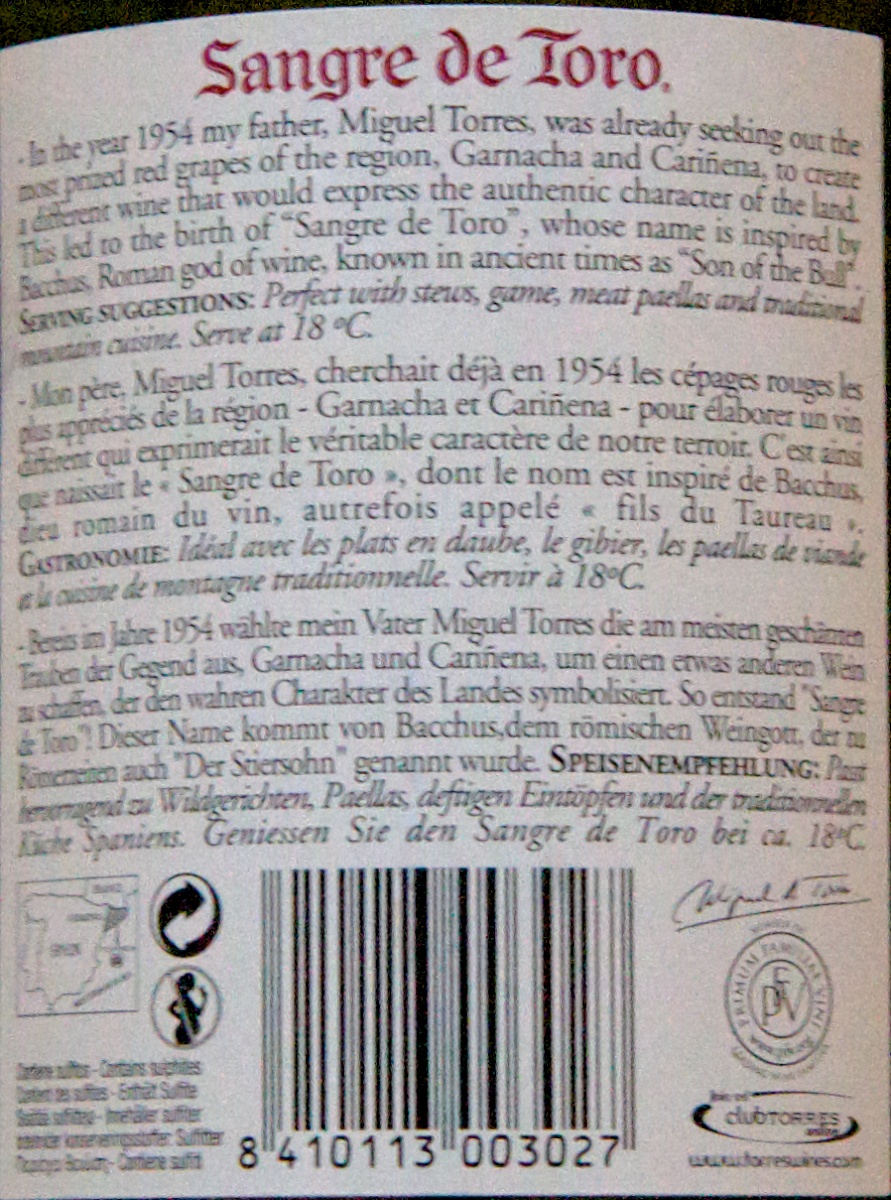 Sangre de Toro.
- In the year 1954 my father, Miguel Torres, was already seeking out the
most prized red grapes of the region, Garnacha and Cariñena, to create
a different wine that would express the authentic character of the land.
This led to the birth of “Sangre de Toro”, whose name is inspired by
Bacchus, Roman god of wine, known in ancient times as “Son of the Bull”.
SERVING SUGGESTIONS: Perfect with stews, game, meat paellas and traditional
mountain cuisine. Serve at 18 ºC.
- Mon père, Miguel Torres, cherchait déjà en 1954 les cépages rouges les
plus appréciés de la région - Garnacha et Cariñena - pour élaborer un vin
différent qui exprimerait le véritable caractère de notre terroir. C'est ainsi
que naissait le « Sangre de Toro », dont le nom est inspiré de Bacchus,
dieu romain du vin, autrefois appelé « fils du Taureau ».
GASTRONOMIE: Idéal avec les plats en daube, le gibier, les paellas de viande
et la cuisine de montagne traditionnelle. Servir à 18ºC.
- Bereits im Jahre 1954 wählte mein Vater Miguel Torres die am meisten geschätzten
Trauben der Gegend aus, Garnacha und Cariñena, um einen etwas anderen Wein
zu schaffen, der den wahren Charakter des Landes symbolisiert. So entstand "Sangre
de Toro"! Dieser Name kommt von Bacchus,dem römischen Weingott, der zu
Römerzeiten auch "Der Stiersohn" genannt wurde. SPEISENEMPFEHLUNG: Passt
hervorragend zu Wildgerichten, Paellas, deftigen Eintöpfen und der traditionellen
Küche Spaniens. Geniessen Sie den Sangre de Toro bei ca. 18ºC.
Miguel A. Torres
PRIMUM FAMILIAE VINI
PFV
Contiene sulfitos - Contains sulphites
Contient des sulfites - Enthält Sulfite
clubTORRES
online
www.torreswines.com
8 410113 003027